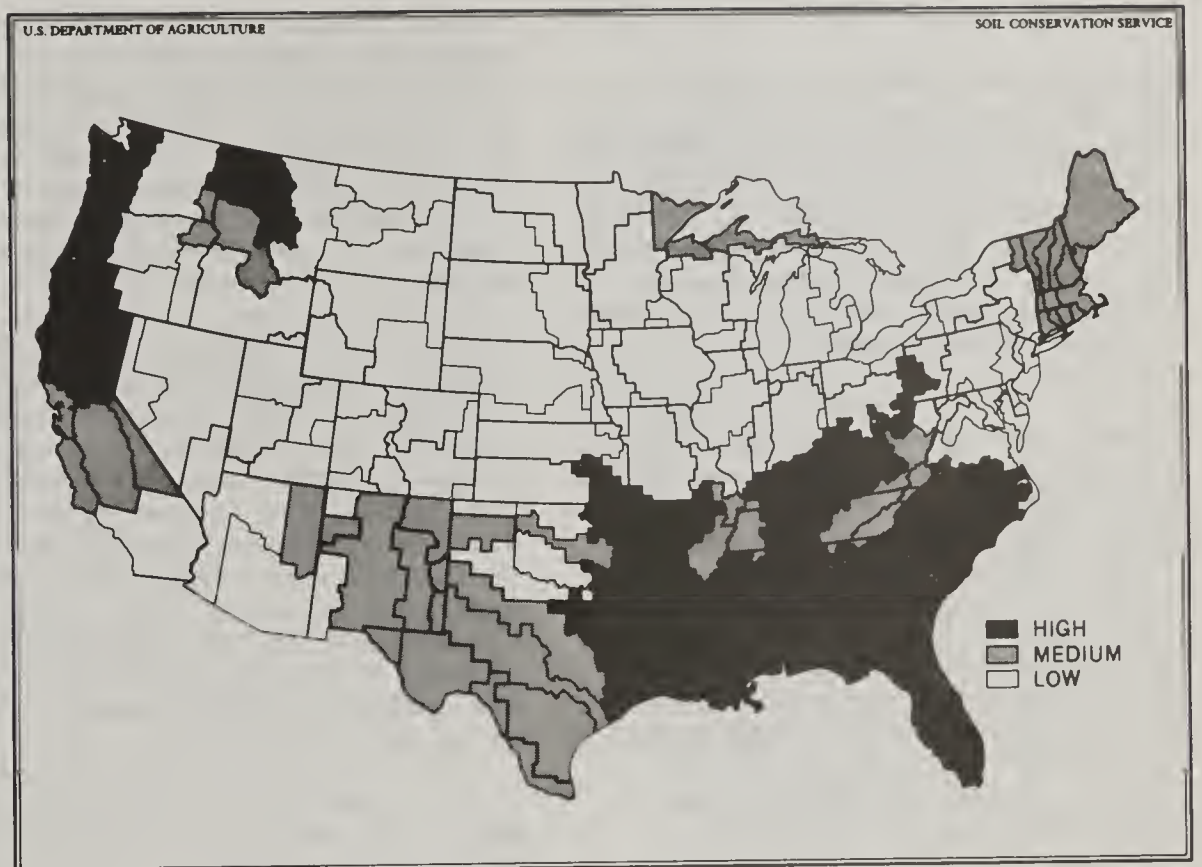 U.S. DEPARTMENT OF AGRICULTURE
SOIL CONSERVATION SERVICE
HIGH
MEDIUM
LOW